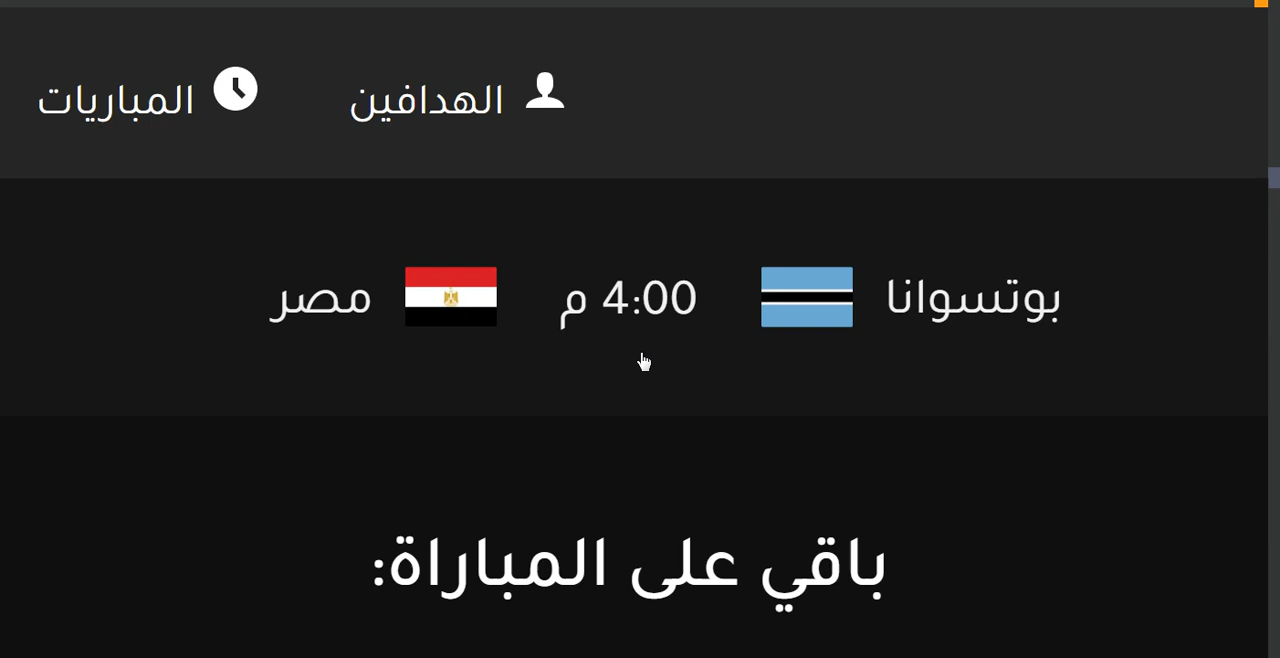 الهدافين المباريات
بوتسوانا 4:00 م مصر
باقي على المباراة: